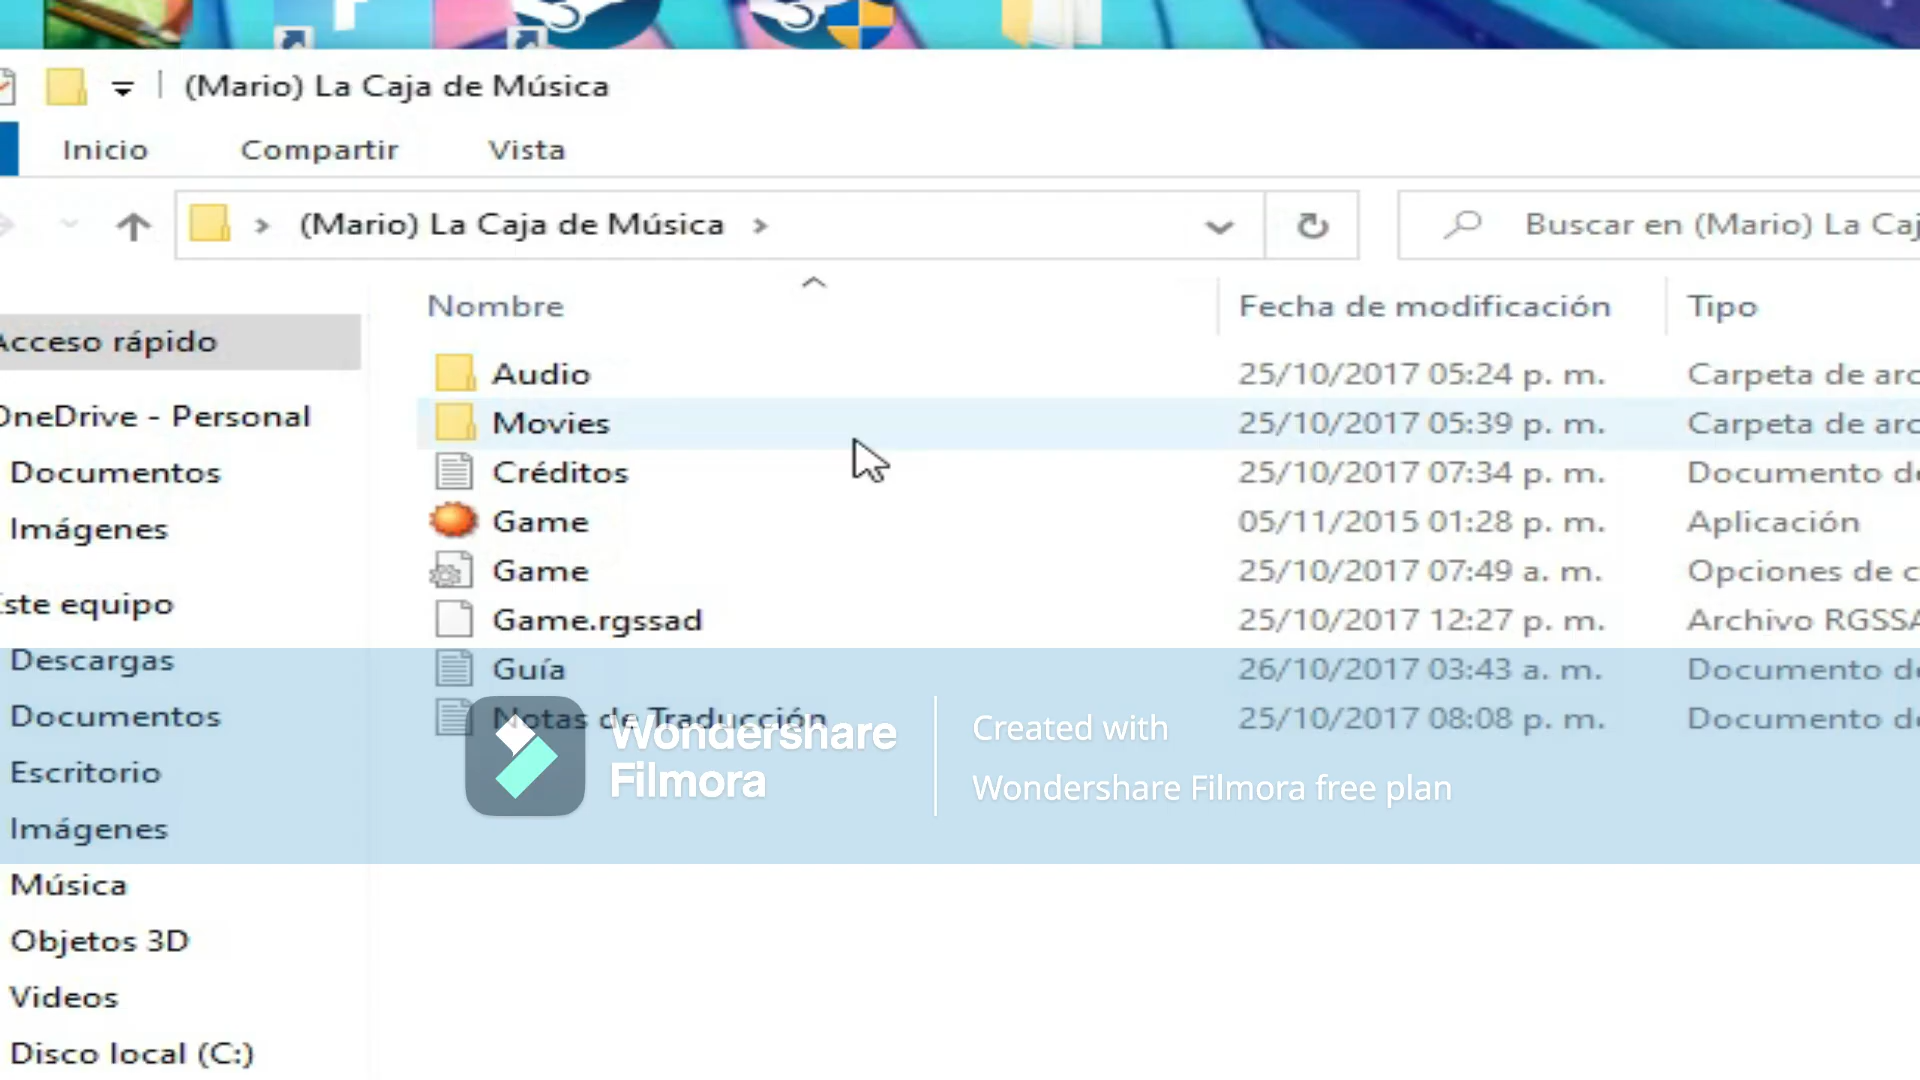 (Mario) La Caja de Música
Inicio Compartir Vista
(Mario) La Caja de Música
Buscar en (Mario) La Caj
Nombre Fecha de modificación Tipo
Acceso rápido
OneDrive - Personal
Documentos
Imágenes
Este equipo
Descargas
Documentos
Escritorio
Imágenes
Música
Objetos 3D
Videos
Disco local (C:)
Audio 25/10/2017 05:24 p. m. Carpeta de arc
Movies 25/10/2017 05:39 p. m. Carpeta de arc
Créditos 25/10/2017 07:34 p. m. Documento de
Game 05/11/2015 01:28 p. m. Aplicación
Game 25/10/2017 07:49 a. m. Opciones de c
Game.rgssad 25/10/2017 12:27 p. m. Archivo RGSSA
Guía 26/10/2017 03:43 a. m. Documento de
Notas de Traducción 25/10/2017 08:08 p. m. Documento de
Wondershare
Filmora
Created with
Wondershare Filmora free plan